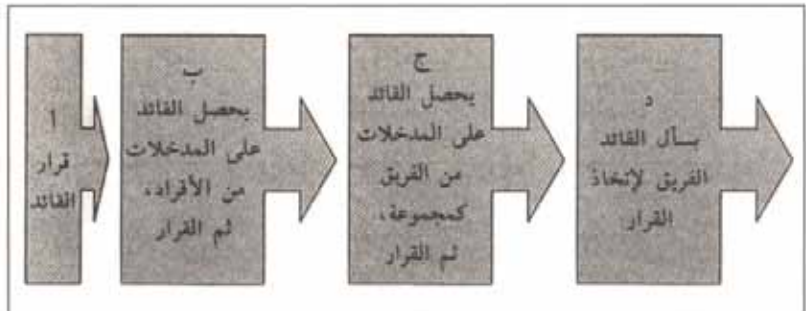 ا
قرار
القائد
ب
يحصل القائد
على المدخلات
من الأفراد،
ثم القرار
ج
يحصل القائد
على المدخلات
من الفريق
كمجموعة،
ثم القرار
د
يسأل القائد
الفريق لإتخاذ
القرار